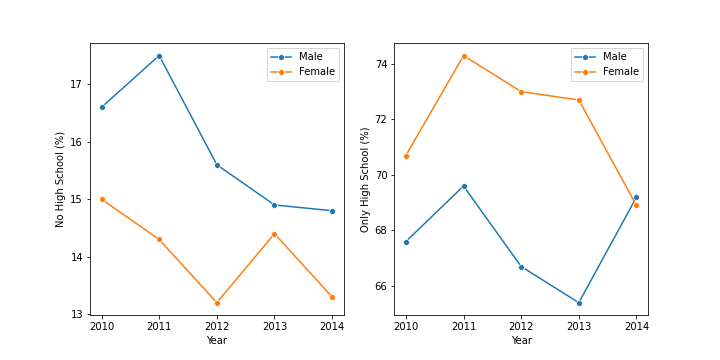 Male
Female
17
16
15
14
13
No High School (%)
2010 2011 2012 2013 2014
Year
Male
Female
74
72
70
68
66
Only High School (%)
2010 2011 2012 2013 2014
Year